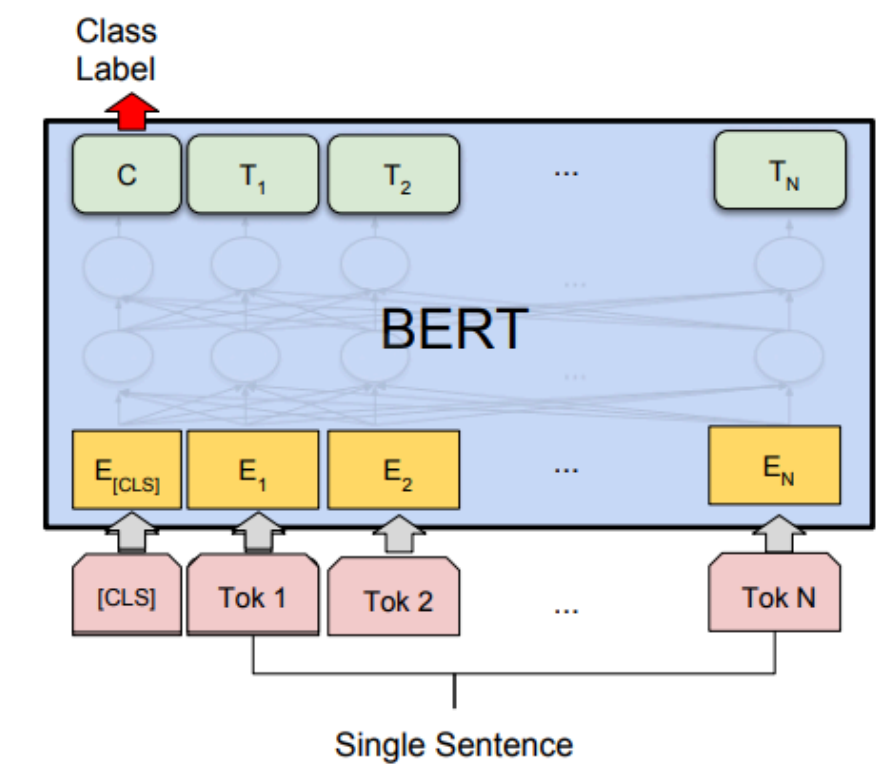 Class
Label
C T1 T2 ... TN
...
BERT
...
E[CLS] E1 E2 ... EN
[CLS] Tok 1 Tok 2 ... Tok N
Single Sentence